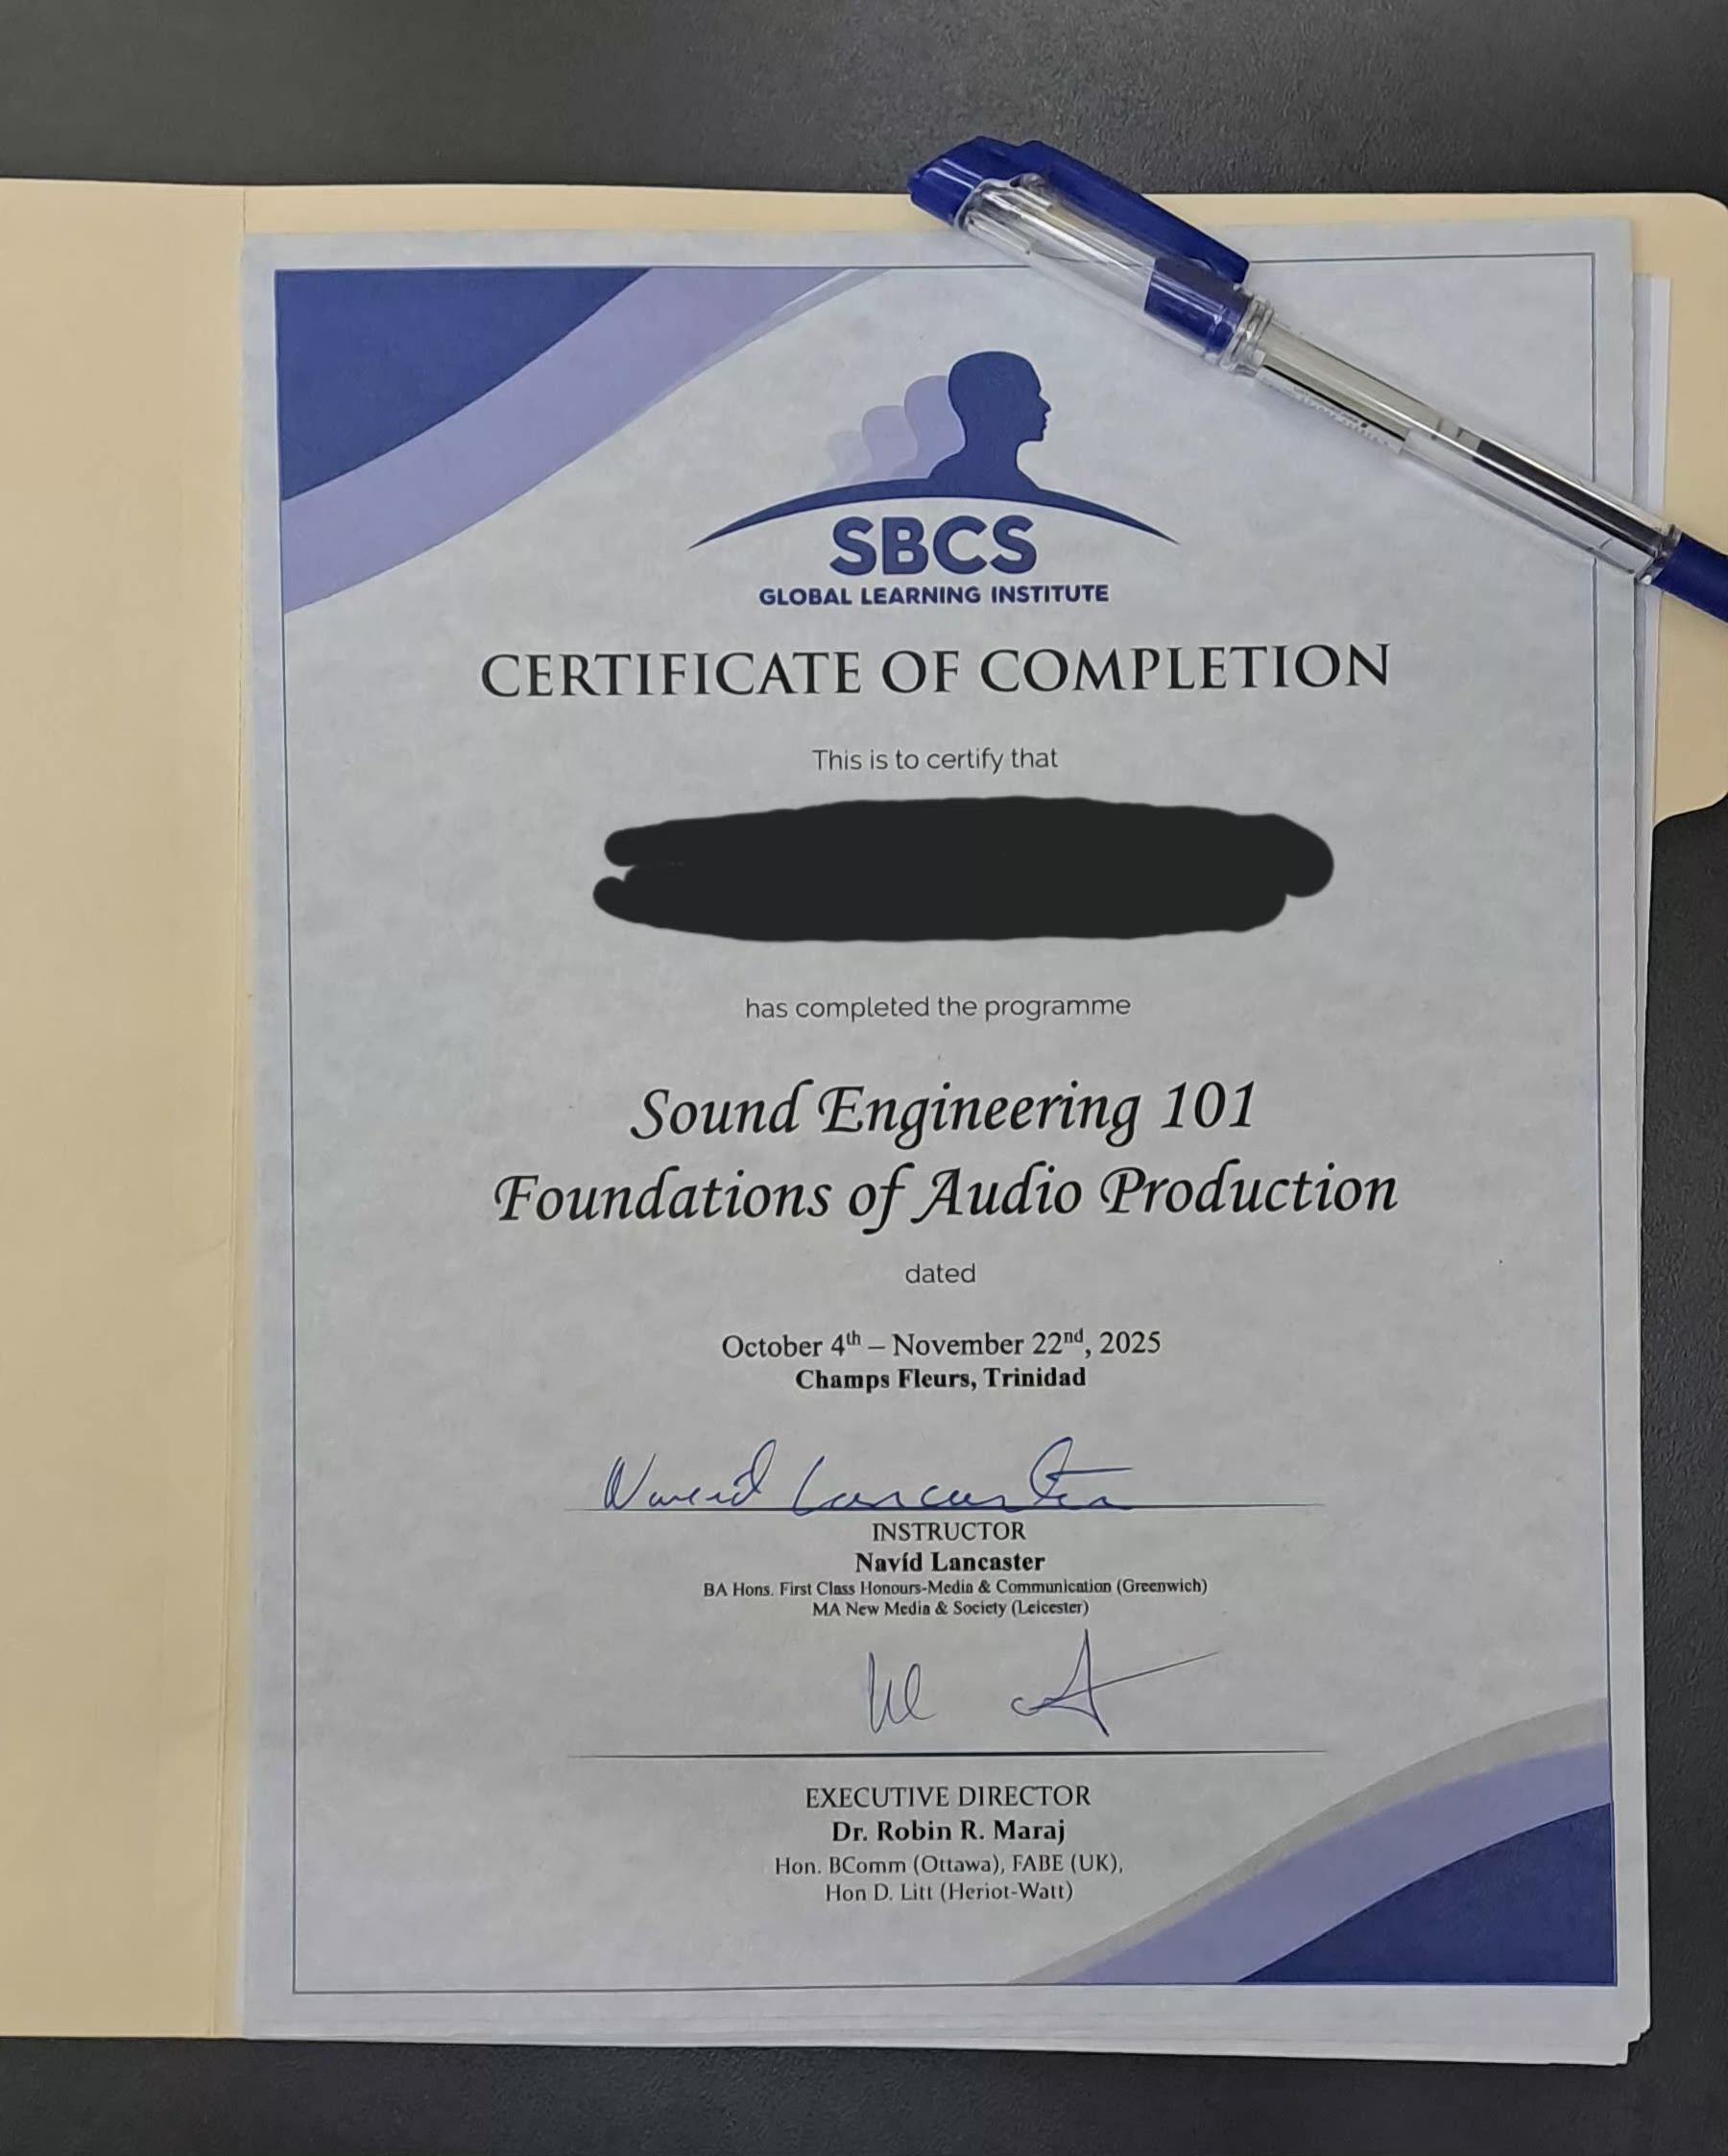 SBCS
GLOBAL LEARNING INSTITUTE
CERTIFICATE OF COMPLETION
This is to certify that
has completed the programme
Sound Engineering 101
Foundations of Audio Production
dated
October 4th – November 22nd, 2025
Champs Fleurs, Trinidad
Navid Lancaster
INSTRUCTOR
Navíd Lancaster
BA Hons. First Class Honours-Media & Communication (Greenwich)
MA New Media & Society (Leicester)
EXECUTIVE DIRECTOR
Dr. Robin R. Maraj
Hon. BComm (Ottawa), FABE (UK),
Hon D. Litt (Heriot-Watt)